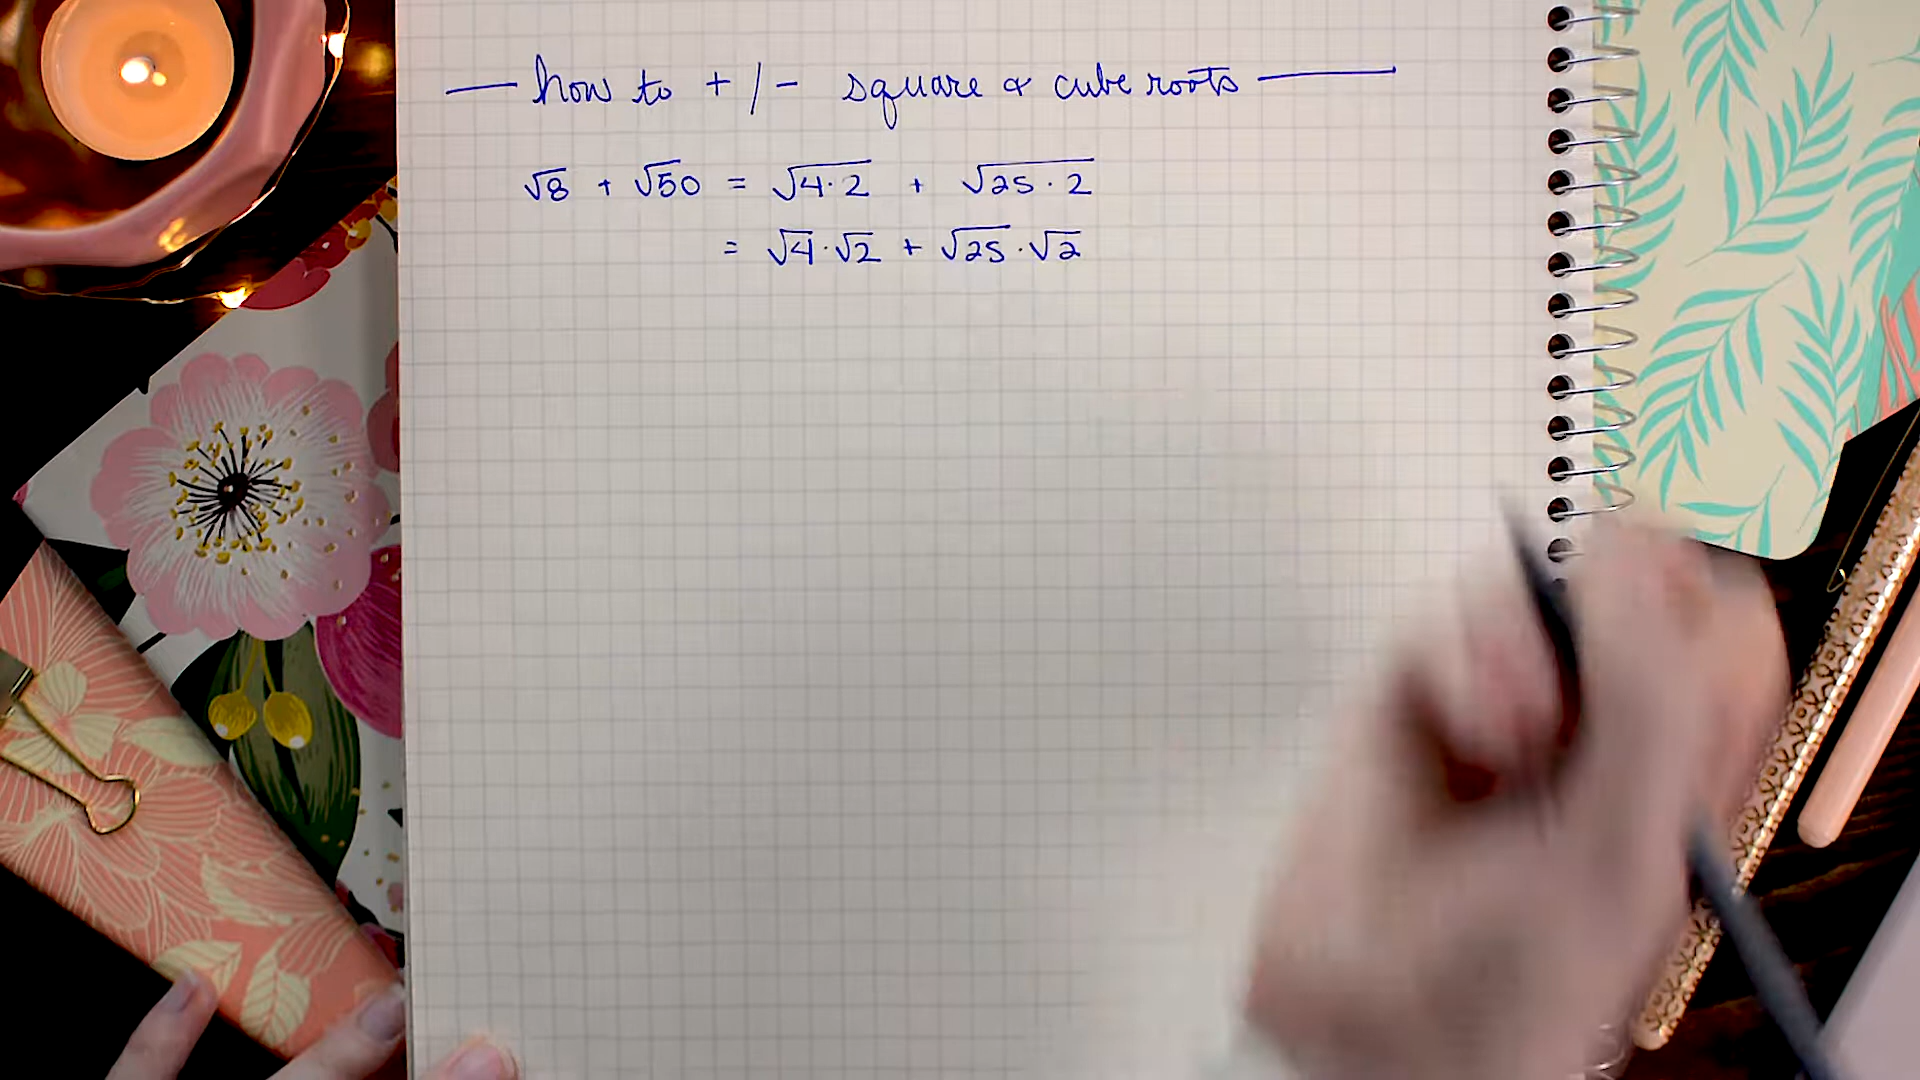 — how to + / - square & cube roots —
√8 + √50 = √4·2 + √25·2
= √4·√2 + √25·√2